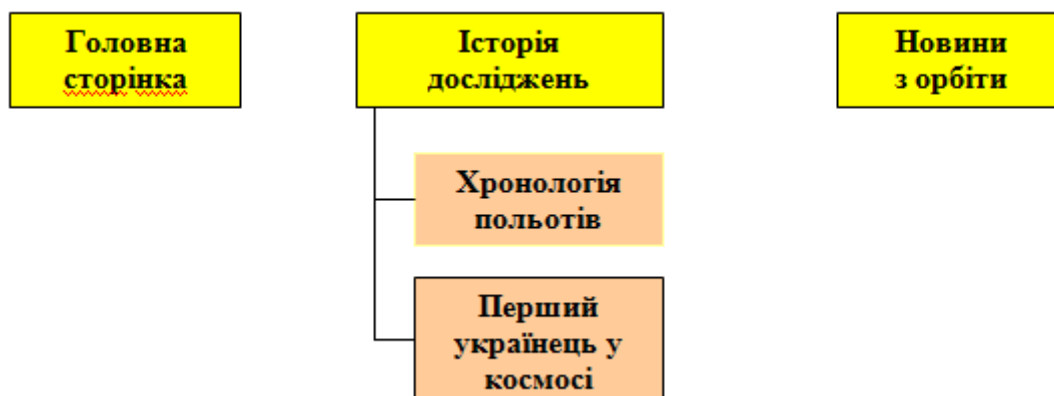 Головна
сторінка
Історія
досліджень
Новини
з орбіти
Хронологія
польотів
Перший
українець у
космосі